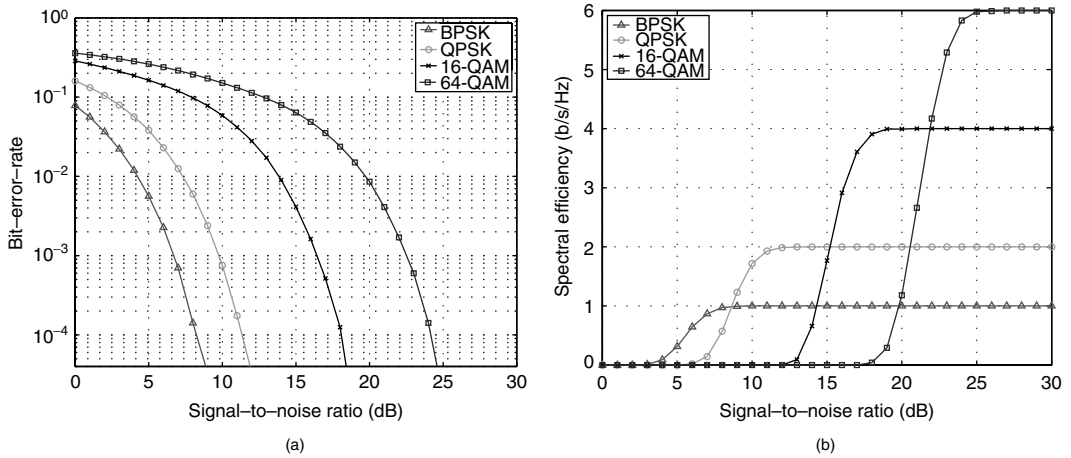 10⁰
10⁻¹
10⁻²
10⁻³
10⁻⁴
Bit–error–rate
BPSK
QPSK
16-QAM
64-QAM
0 5 10 15 20 25 30
Signal–to–noise ratio (dB)
(a)
6
5
4
3
2
1
0
Spectral efficiency (b/s/Hz)
BPSK
QPSK
16-QAM
64-QAM
0 5 10 15 20 25 30
Signal–to–noise ratio (dB)
(b)